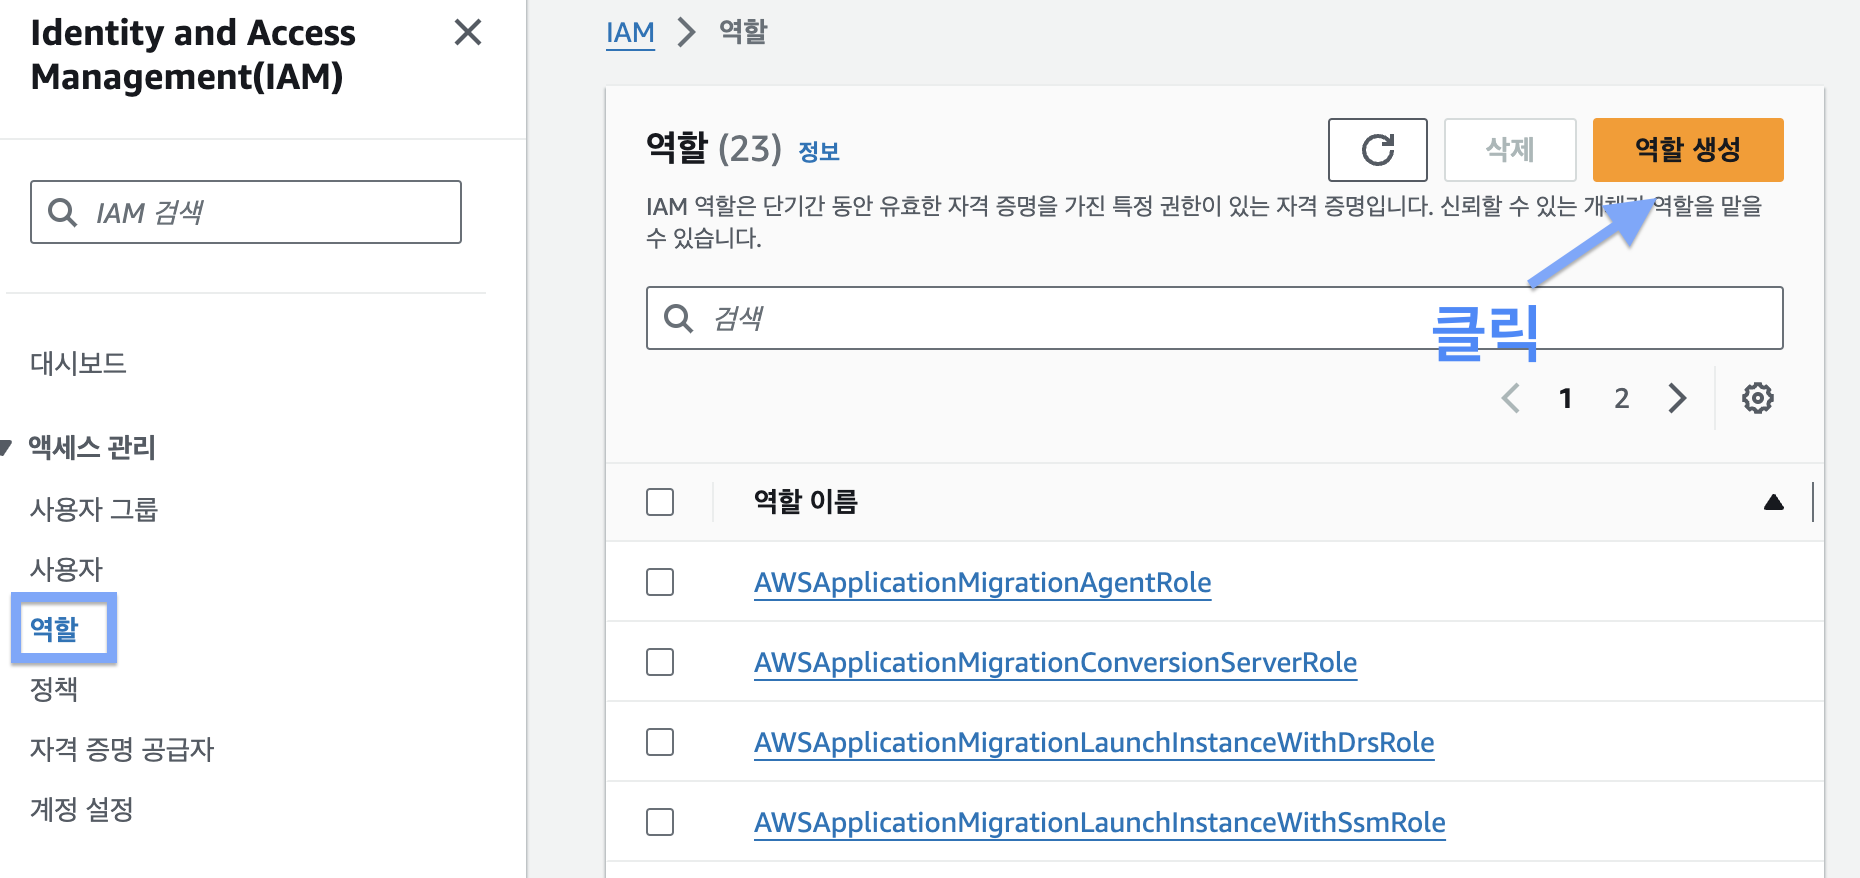 Identity and Access
Management(IAM)
IAM 검색
대시보드
액세스 관리
사용자 그룹
사용자
역할
정책
자격 증명 공급자
계정 설정
IAM > 역할
역할 (23) 정보
삭제
역할 생성
IAM 역할은 단기간 동안 유효한 자격 증명을 가진 특정 권한이 있는 자격 증명입니다. 신뢰할 수 있는 개체가 역할을 맡을
수 있습니다.
클릭
검색
1 2
역할 이름
AWSApplicationMigrationAgentRole
AWSApplicationMigrationConversionServerRole
AWSApplicationMigrationLaunchInstanceWithDrsRole
AWSApplicationMigrationLaunchInstanceWithSsmRole